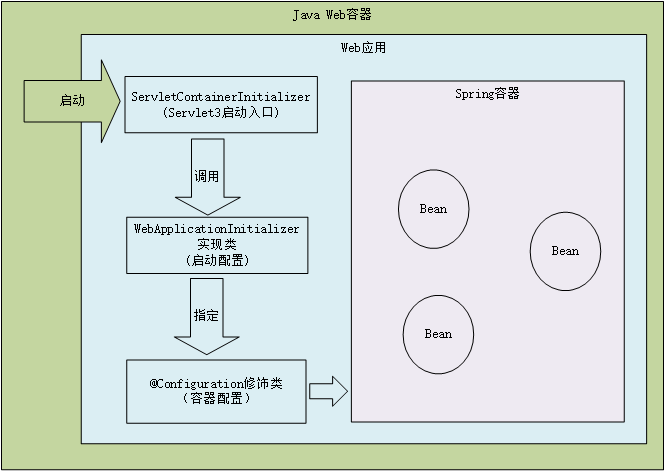 Java Web容器
Web应用
启动
ServletContainerInitializer
(Servlet3启动入口)
调用
WebApplicationInitializer
实现类
(启动配置)
指定
@Configuration修饰类
(容器配置)
Spring容器
Bean
Bean
Bean